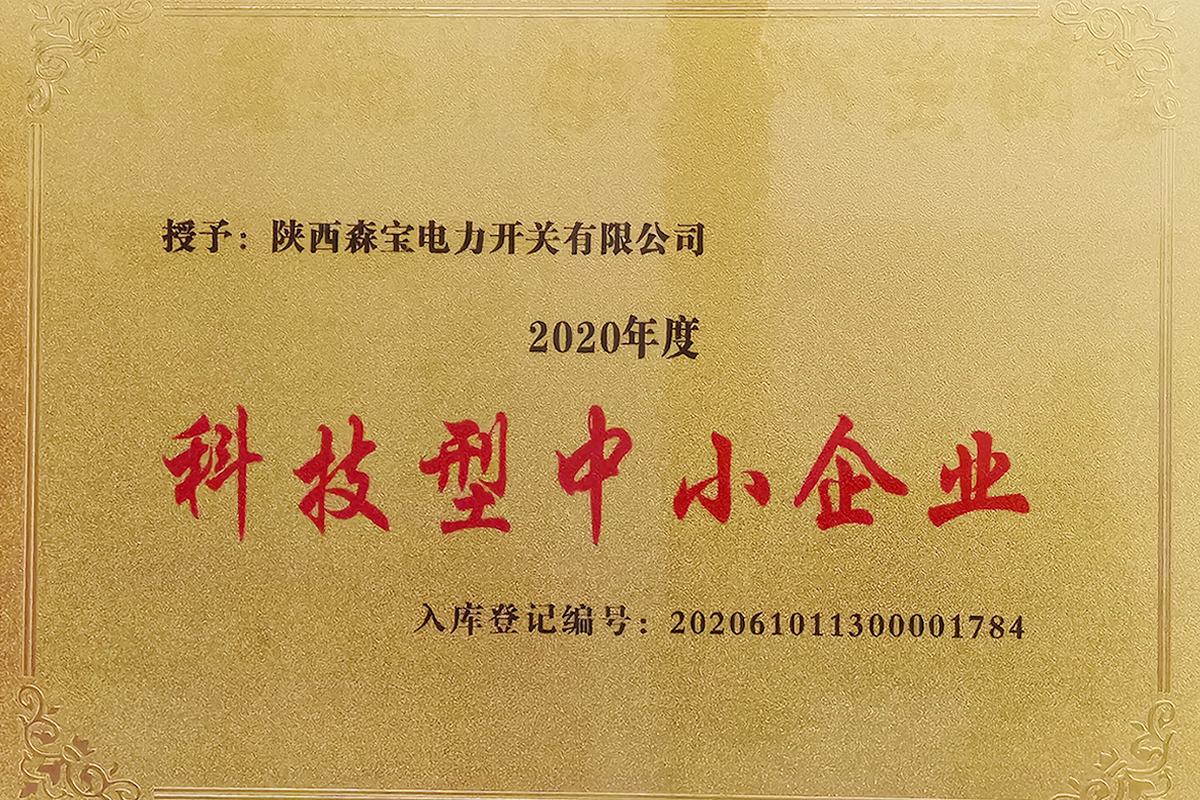 授予：陕西森宝电力开关有限公司
2020年度
科技型中小企业
入库登记编号：202061011300001784